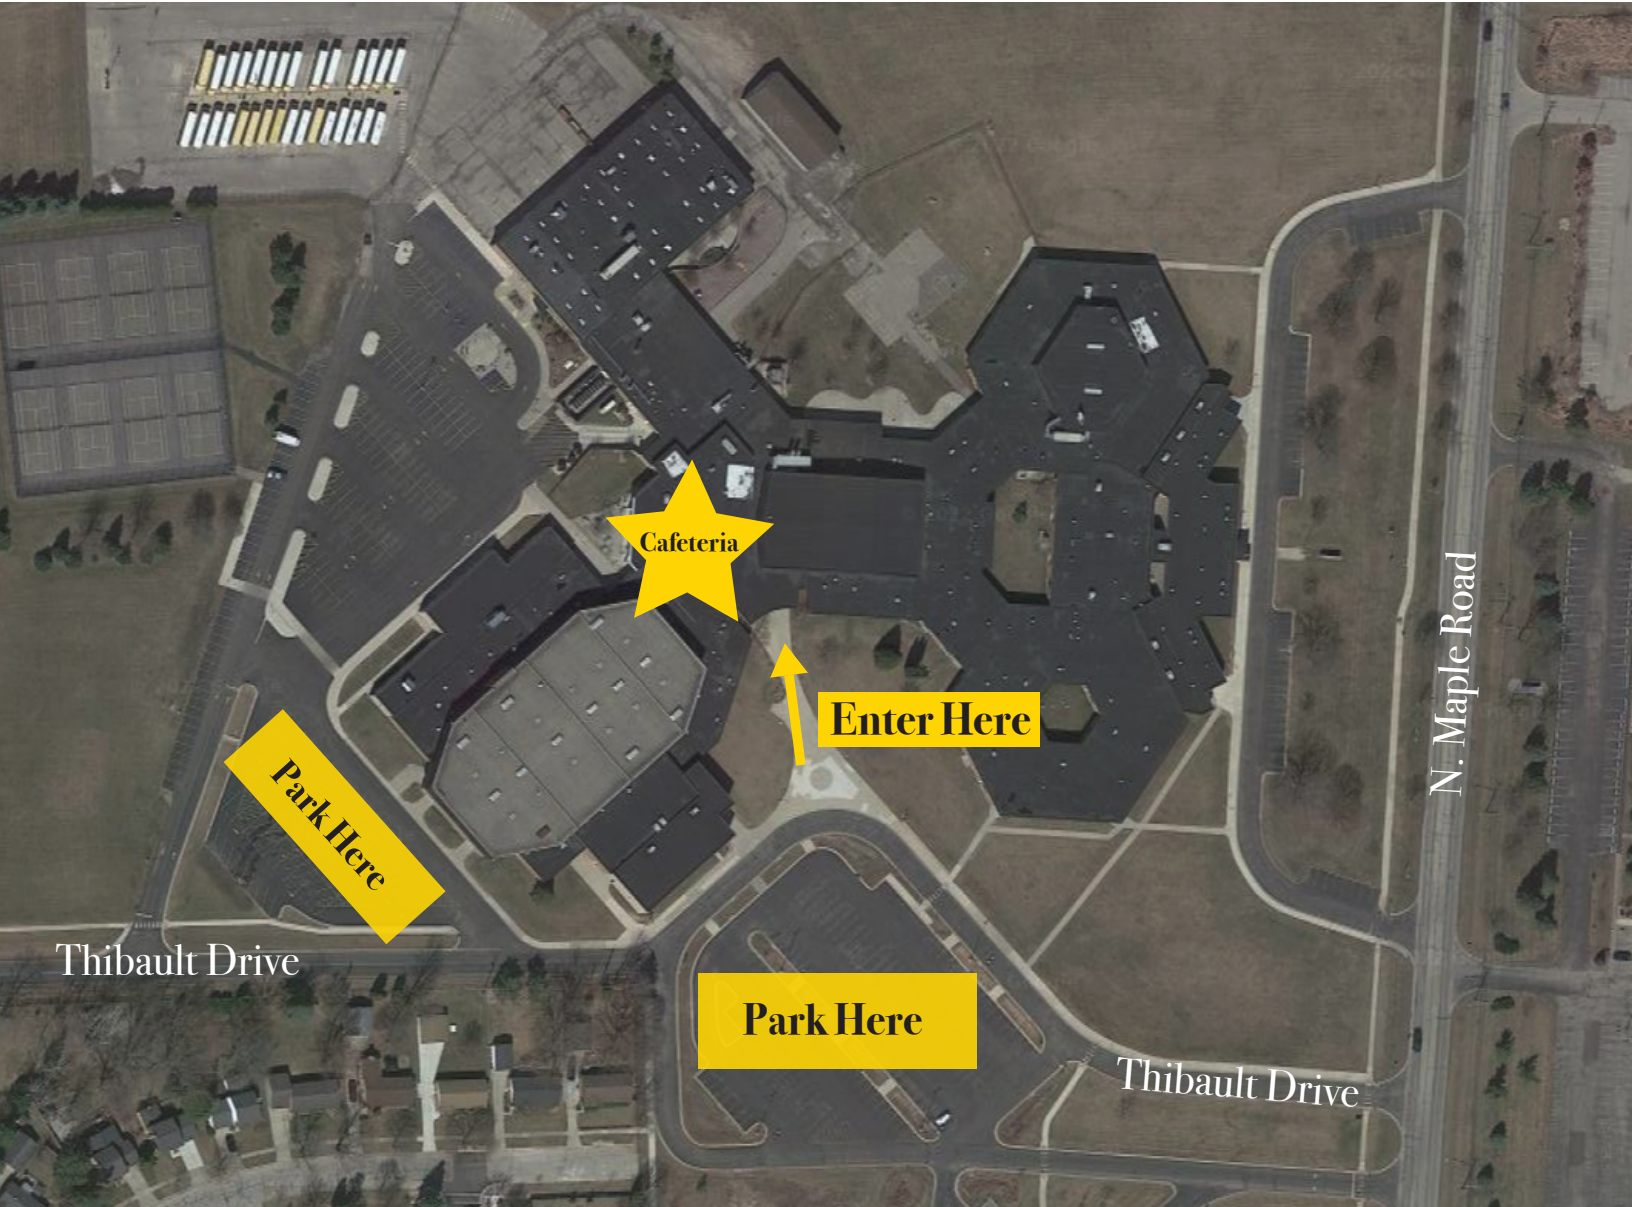 Cafeteria
Enter Here
N. Maple Road
Park Here
Thibault Drive
Park Here
Thibault Drive